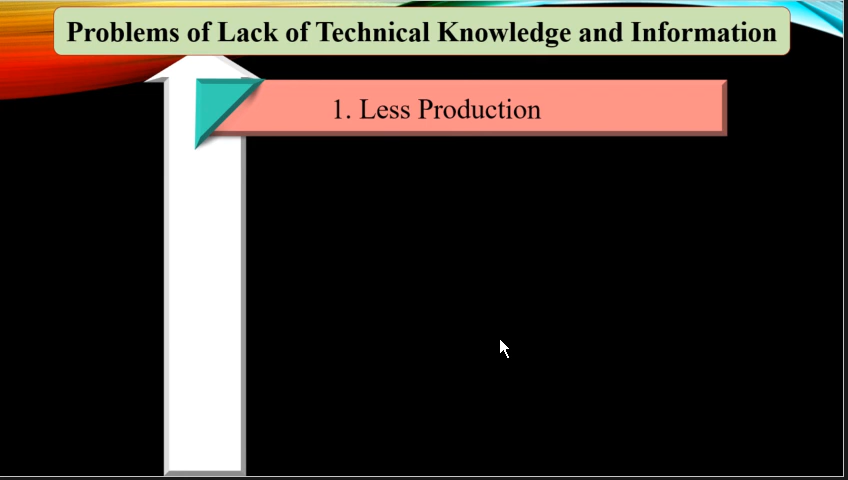 Problems of Lack of Technical Knowledge and Information
1. Less Production